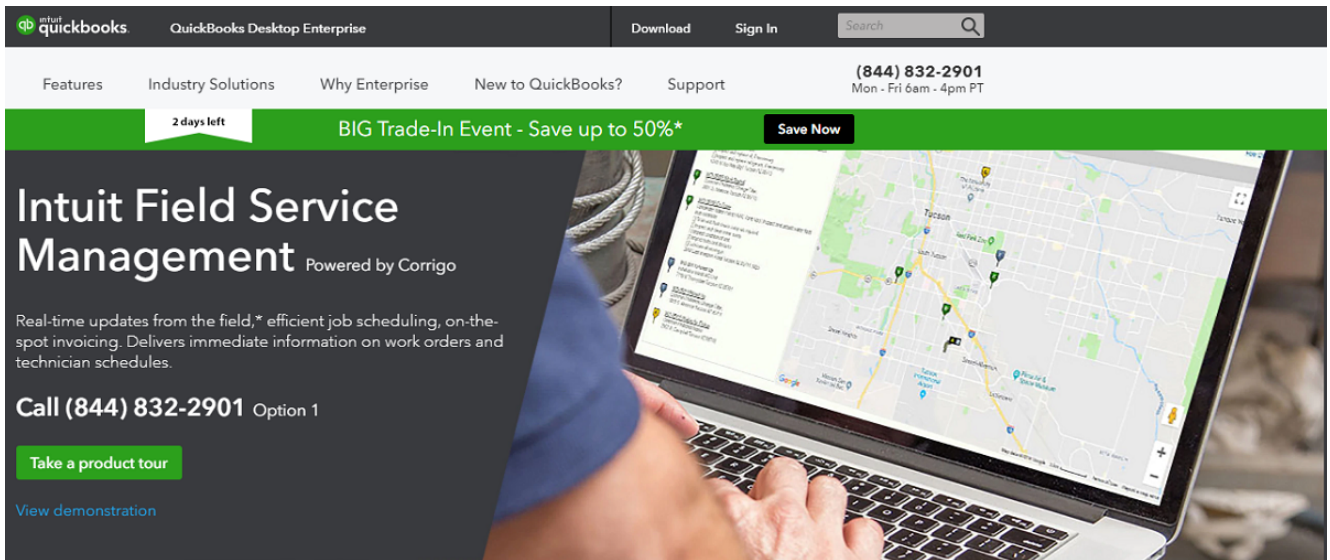 intuit
quickbooks.
QuickBooks Desktop Enterprise
Download
Sign In
Search
Features
Industry Solutions
Why Enterprise
New to QuickBooks?
Support
(844) 832-2901
Mon - Fri 6am - 4pm PT
2 days left
BIG Trade-In Event - Save up to 50%*
Save Now
Intuit Field Service
Management Powered by Corrigo
Real-time updates from the field,* efficient job scheduling, on-the-
spot invoicing. Delivers immediate information on work orders and
technician schedules.
Call (844) 832-2901 Option 1
Take a product tour
View demonstration
Tucson
South Tucson
Google